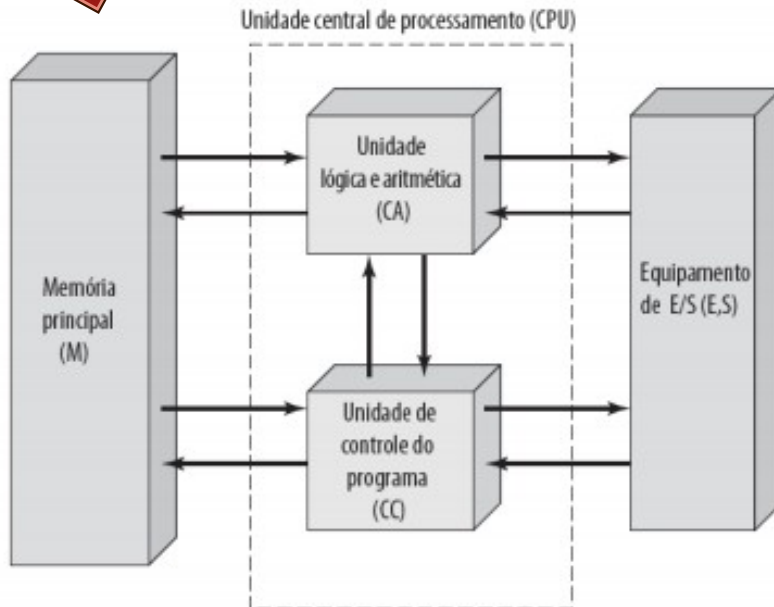 Unidade central de processamento (CPU)
Unidade
lógica e aritmética
(CA)
Memória
principal
(M)
Equipamento
de E/S (E,S)
Unidade de
controle do
programa
(CC)